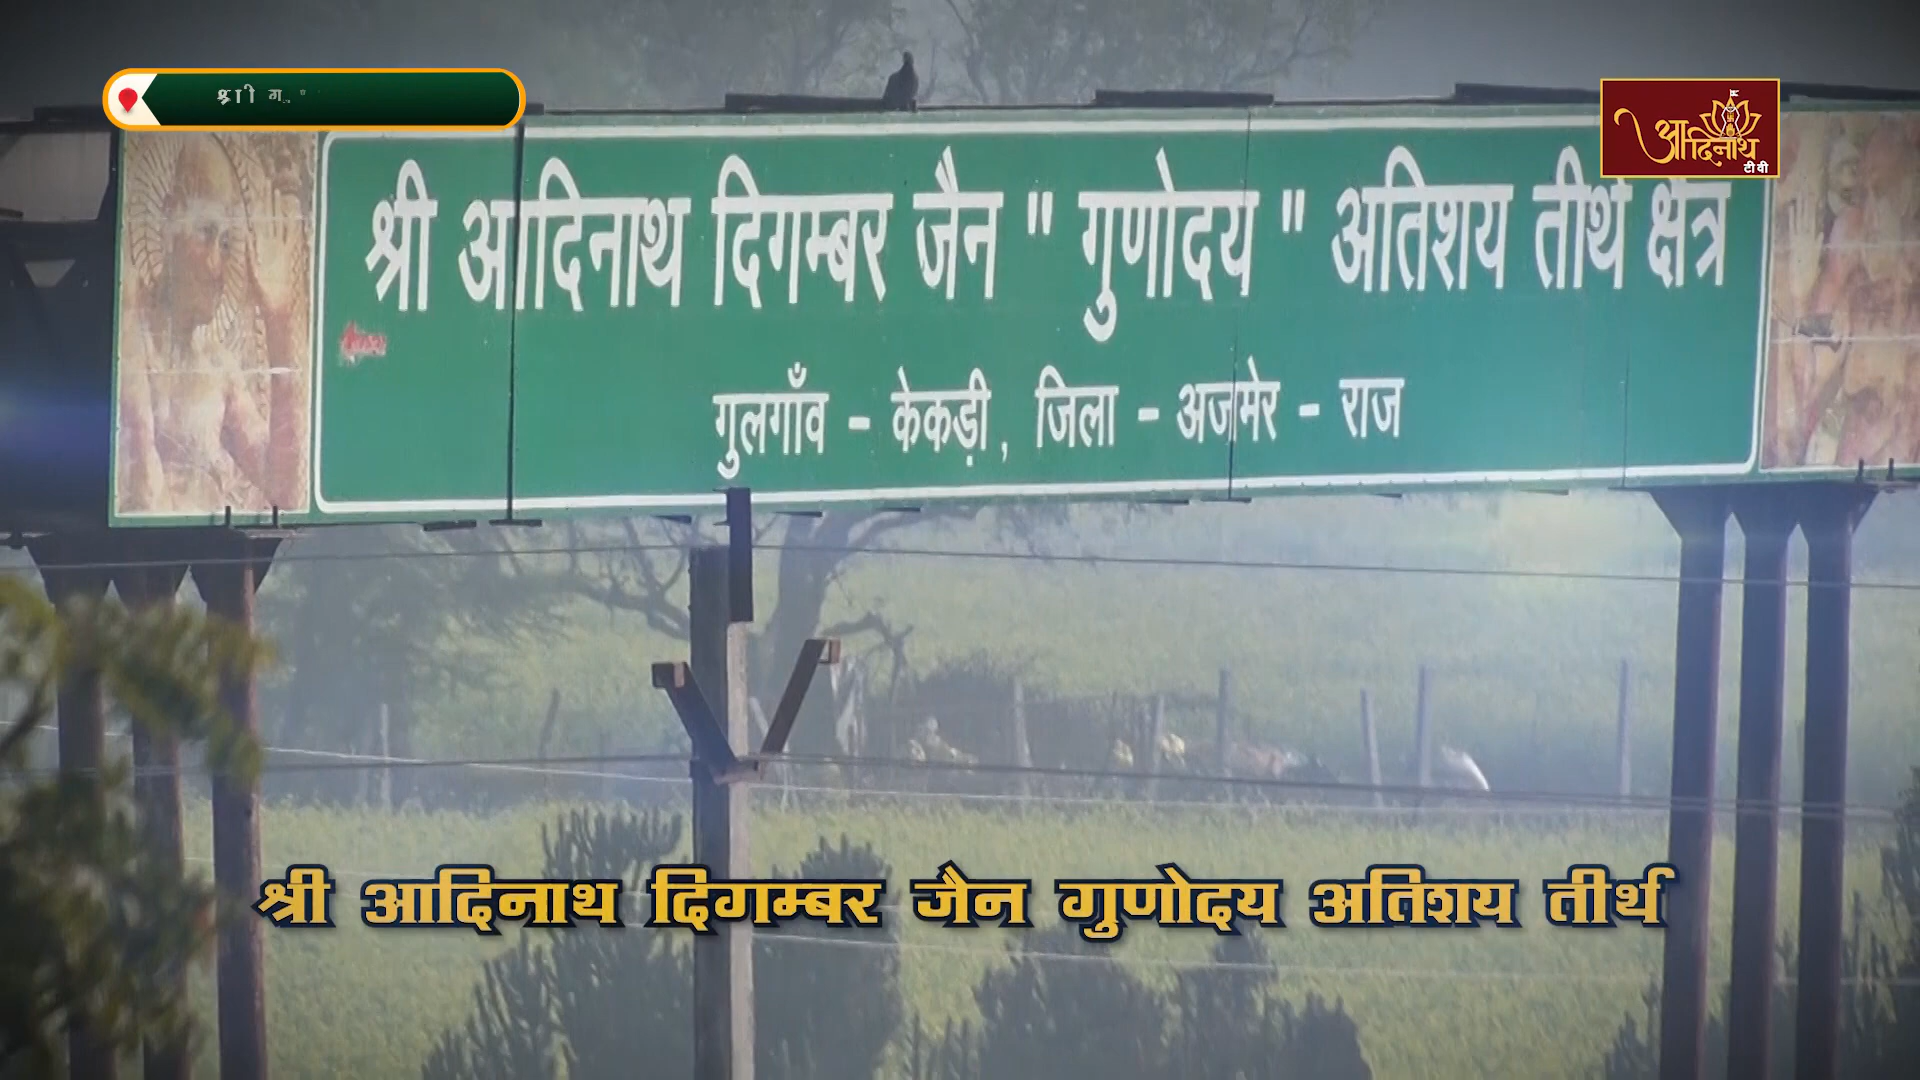 आदिनाथ
टीवी
श्री आदिनाथ दिगम्बर जैन " गुणोदय " अतिशय तीर्थ क्षेत्र
गुलगाँव - केकड़ी, जिला - अजमेर - राज
श्री आदिनाथ दिगम्बर जैन गुणोदय अतिशय तीर्थ